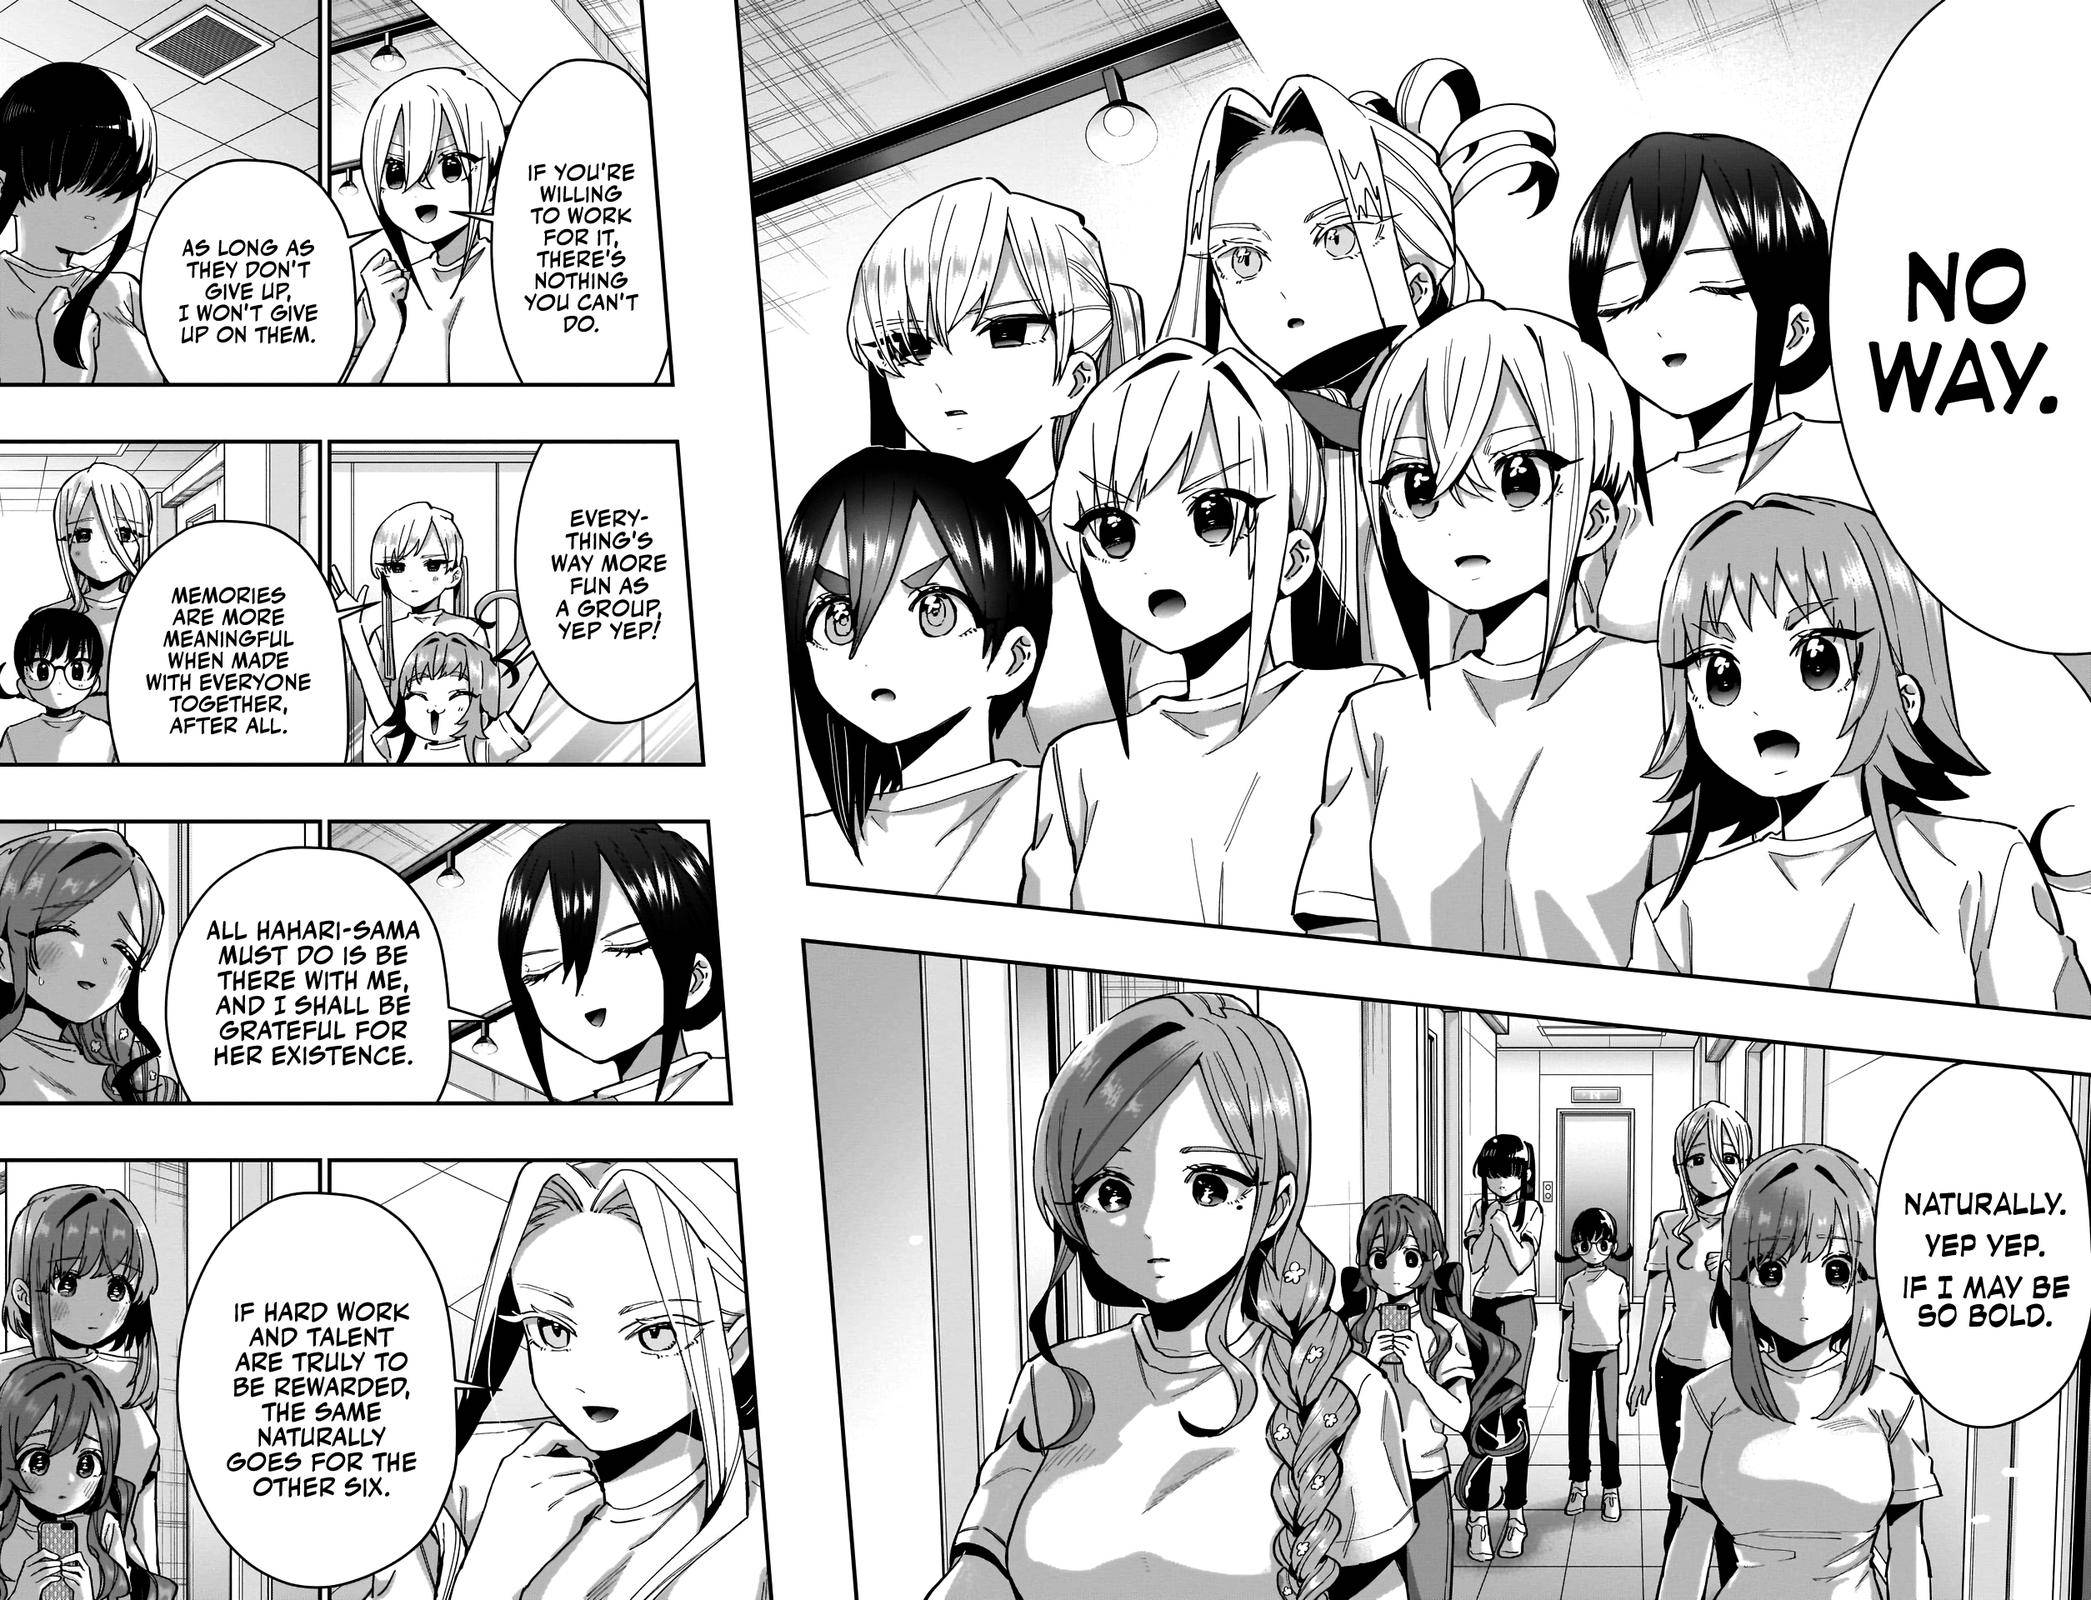 NO
WAY.
NATURALLY.
YEP YEP.
IF I MAY BE
SO BOLD.
IF YOU'RE
WILLING
TO WORK
FOR IT,
THERE'S
NOTHING
YOU CAN'T
DO.
AS LONG AS
THEY DON'T
GIVE UP,
I WON'T GIVE
UP ON THEM.
EVERY-
THING'S
WAY MORE
FUN AS
A GROUP,
YEP YEP!
MEMORIES
ARE MORE
MEANINGFUL
WHEN MADE
WITH EVERYONE
TOGETHER,
AFTER ALL.
ALL HAHARI-SAMA
MUST DO IS BE
THERE WITH ME,
AND I SHALL BE
GRATEFUL FOR
HER EXISTENCE.
IF HARD WORK
AND TALENT
ARE TRULY TO
BE REWARDED,
THE SAME
NATURALLY
GOES FOR THE
OTHER SIX.